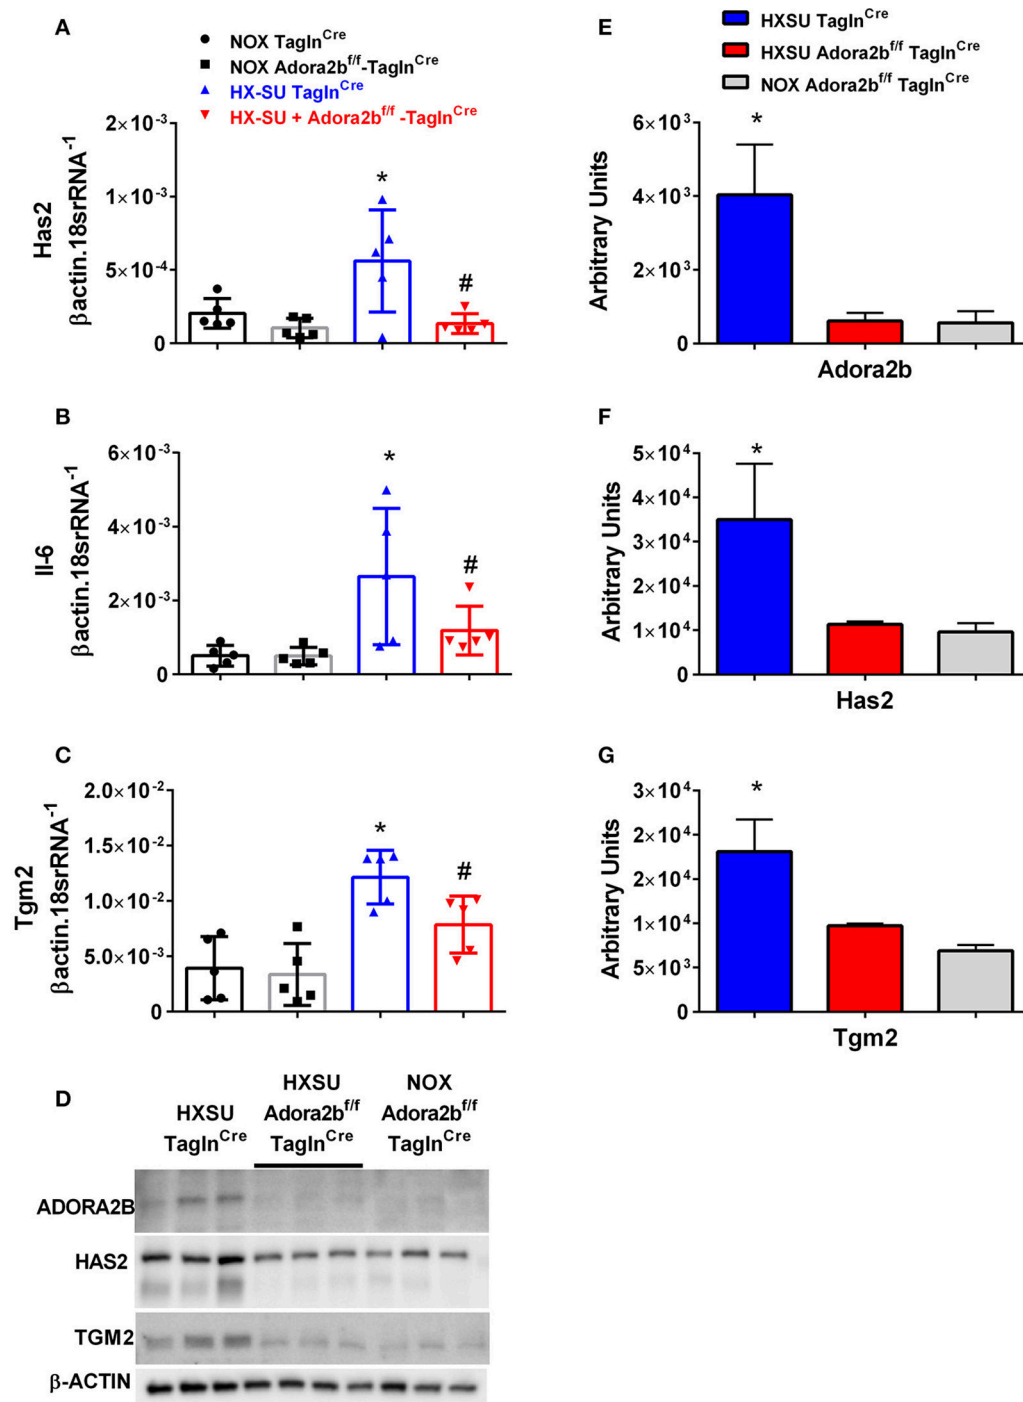 A
NOX Tagln^Cre
NOX Adora2b^f/f-Tagln^Cre
HX-SU Tagln^Cre
HX-SU + Adora2b^f/f -Tagln^Cre
Has2
βactin.18srRNA^-1
2×10^-3
1×10^-3
5×10^-4
0
*
#
B
Il-6
βactin.18srRNA^-1
6×10^-3
4×10^-3
2×10^-3
0
*
#
C
Tgm2
βactin.18srRNA^-1
2.0×10^-2
1.5×10^-2
1.0×10^-2
5.0×10^-3
0
*
#
D
HXSU
Tagln^Cre
HXSU
Adora2b^f/f
Tagln^Cre
NOX
Adora2b^f/f
Tagln^Cre
ADORA2B
HAS2
TGM2
β-ACTIN
E
HXSU Tagln^Cre
HXSU Adora2b^f/f Tagln^Cre
NOX Adora2b^f/f Tagln^Cre
Arbitrary Units
6×10^3
4×10^3
2×10^3
0
*
Adora2b
F
Arbitrary Units
5×10^4
4×10^4
3×10^4
2×10^4
1×10^4
0
*
Has2
G
Arbitrary Units
3×10^4
2×10^4
2×10^4
1×10^4
5×10^3
0
*
Tgm2